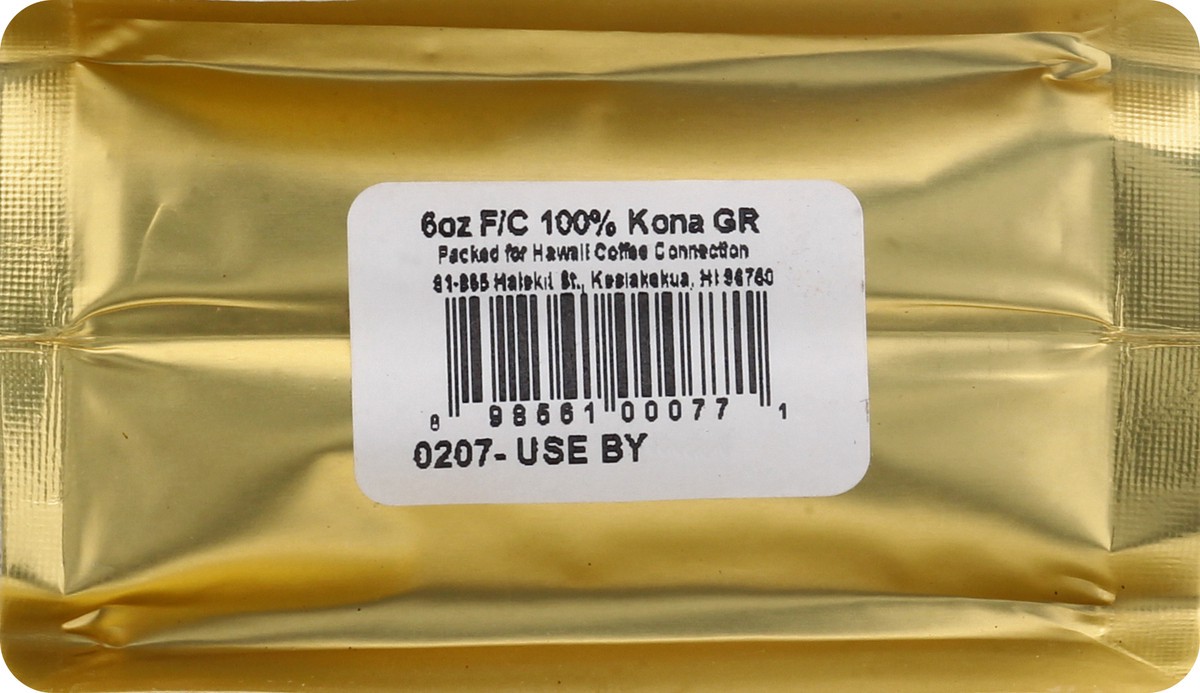 6oz F/C 100% Kona GR
Packed for Hawaii Coffee Connection
Halekii St., Kealakekua, HI 96750
8 98561 00077 1
0207- USE BY